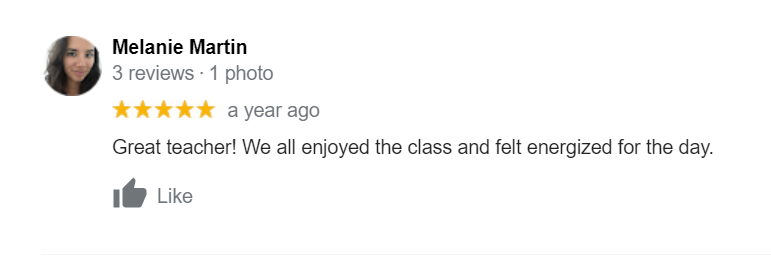 Melanie Martin
3 reviews · 1 photo
a year ago
Great teacher! We all enjoyed the class and felt energized for the day.
Like